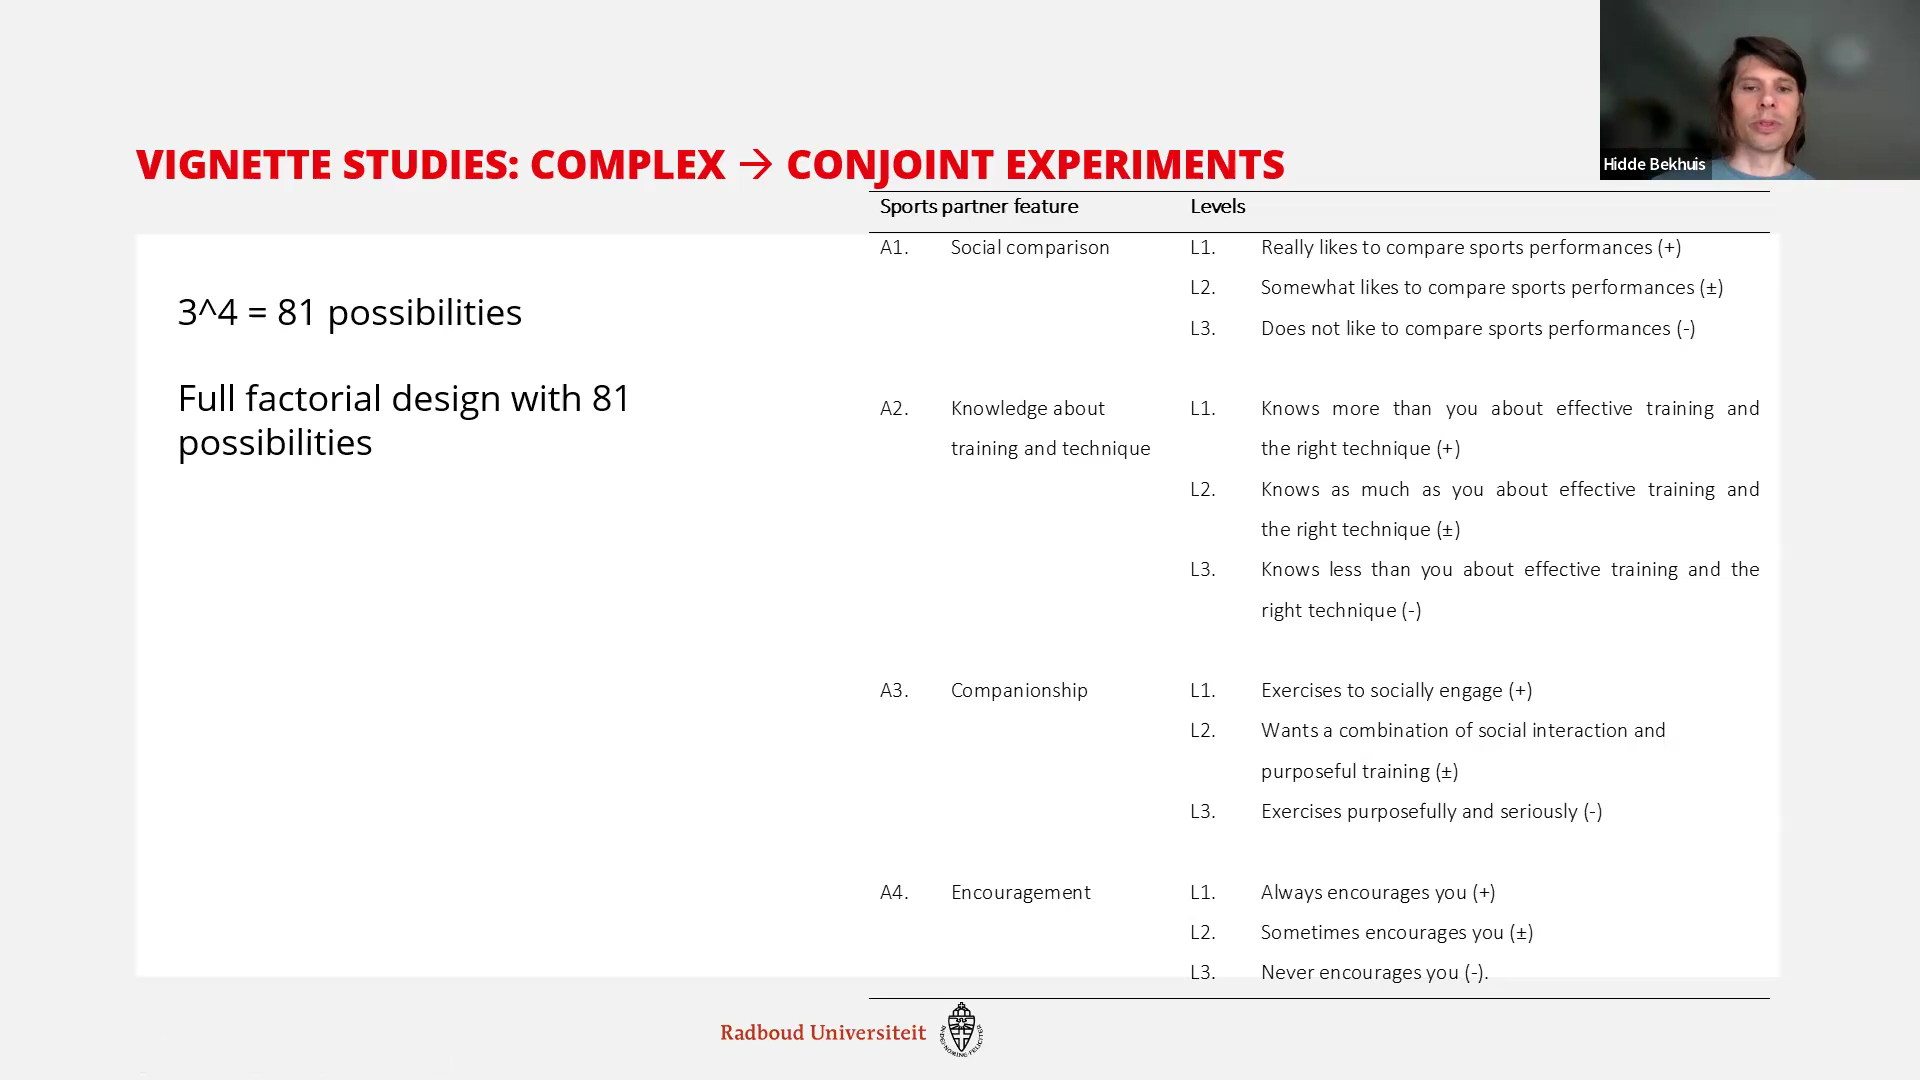 VIGNETTE STUDIES: COMPLEX → CONJOINT EXPERIMENTS
Hidde Bekhuis
3^4 = 81 possibilities
Full factorial design with 81
possibilities
Sports partner feature Levels
A1. Social comparison L1. Really likes to compare sports performances (+)
L2. Somewhat likes to compare sports performances (±)
L3. Does not like to compare sports performances (-)
A2. Knowledge about L1. Knows more than you about effective training and
training and technique the right technique (+)
L2. Knows as much as you about effective training and
the right technique (±)
L3. Knows less than you about effective training and the
right technique (-)
A3. Companionship L1. Exercises to socially engage (+)
L2. Wants a combination of social interaction and
purposeful training (±)
L3. Exercises purposefully and seriously (-)
A4. Encouragement L1. Always encourages you (+)
L2. Sometimes encourages you (±)
L3. Never encourages you (-).
Radboud Universiteit